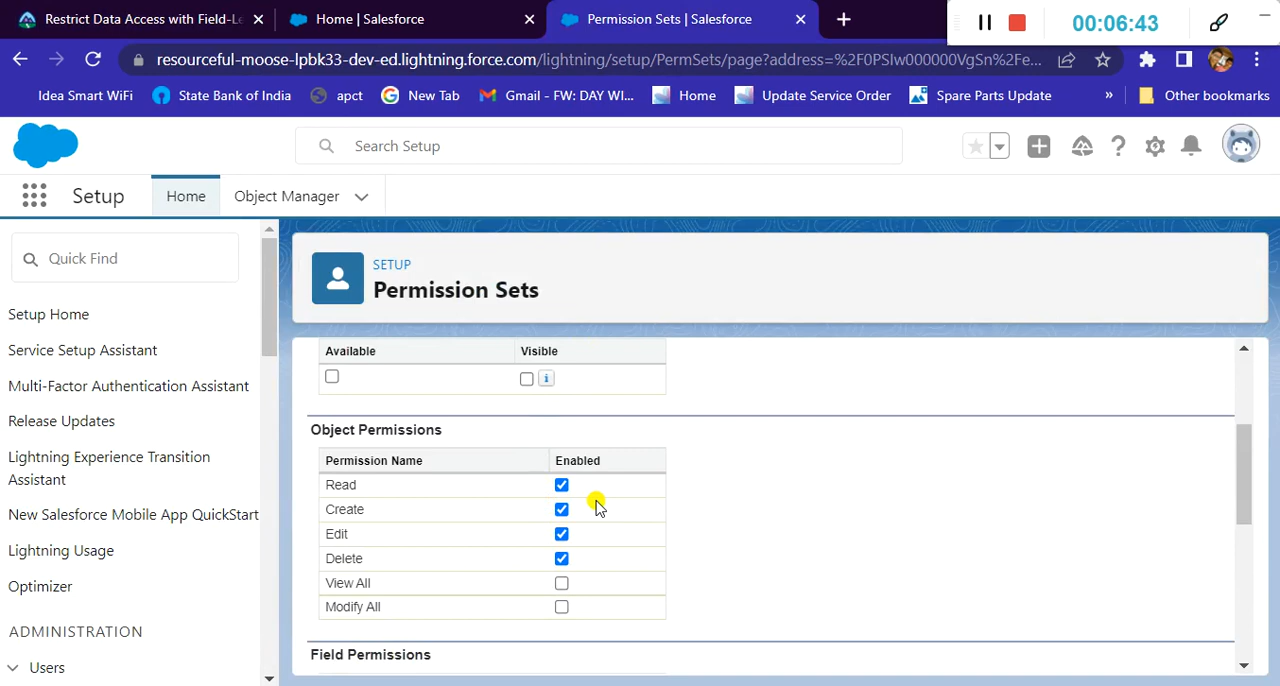 Restrict Data Access with Field-Le
Home | Salesforce
Permission Sets | Salesforce
00:06:43
resourceful-moose-lpbk33-dev-ed.lightning.force.com/lightning/setup/PermSets/page?address=%2F0PSIw000000VgSn%2Fe...
Idea Smart WiFi
State Bank of India
apct
New Tab
Gmail - FW: DAY WI...
Home
Update Service Order
Spare Parts Update
»
Other bookmarks
Search Setup
Setup
Home
Object Manager
Quick Find
Setup Home
Service Setup Assistant
Multi-Factor Authentication Assistant
Release Updates
Lightning Experience Transition
Assistant
New Salesforce Mobile App QuickStart
Lightning Usage
Optimizer
ADMINISTRATION
Users
SETUP
Permission Sets
Available
Visible
Object Permissions
Permission Name
Enabled
Read
Create
Edit
Delete
View All
Modify All
Field Permissions